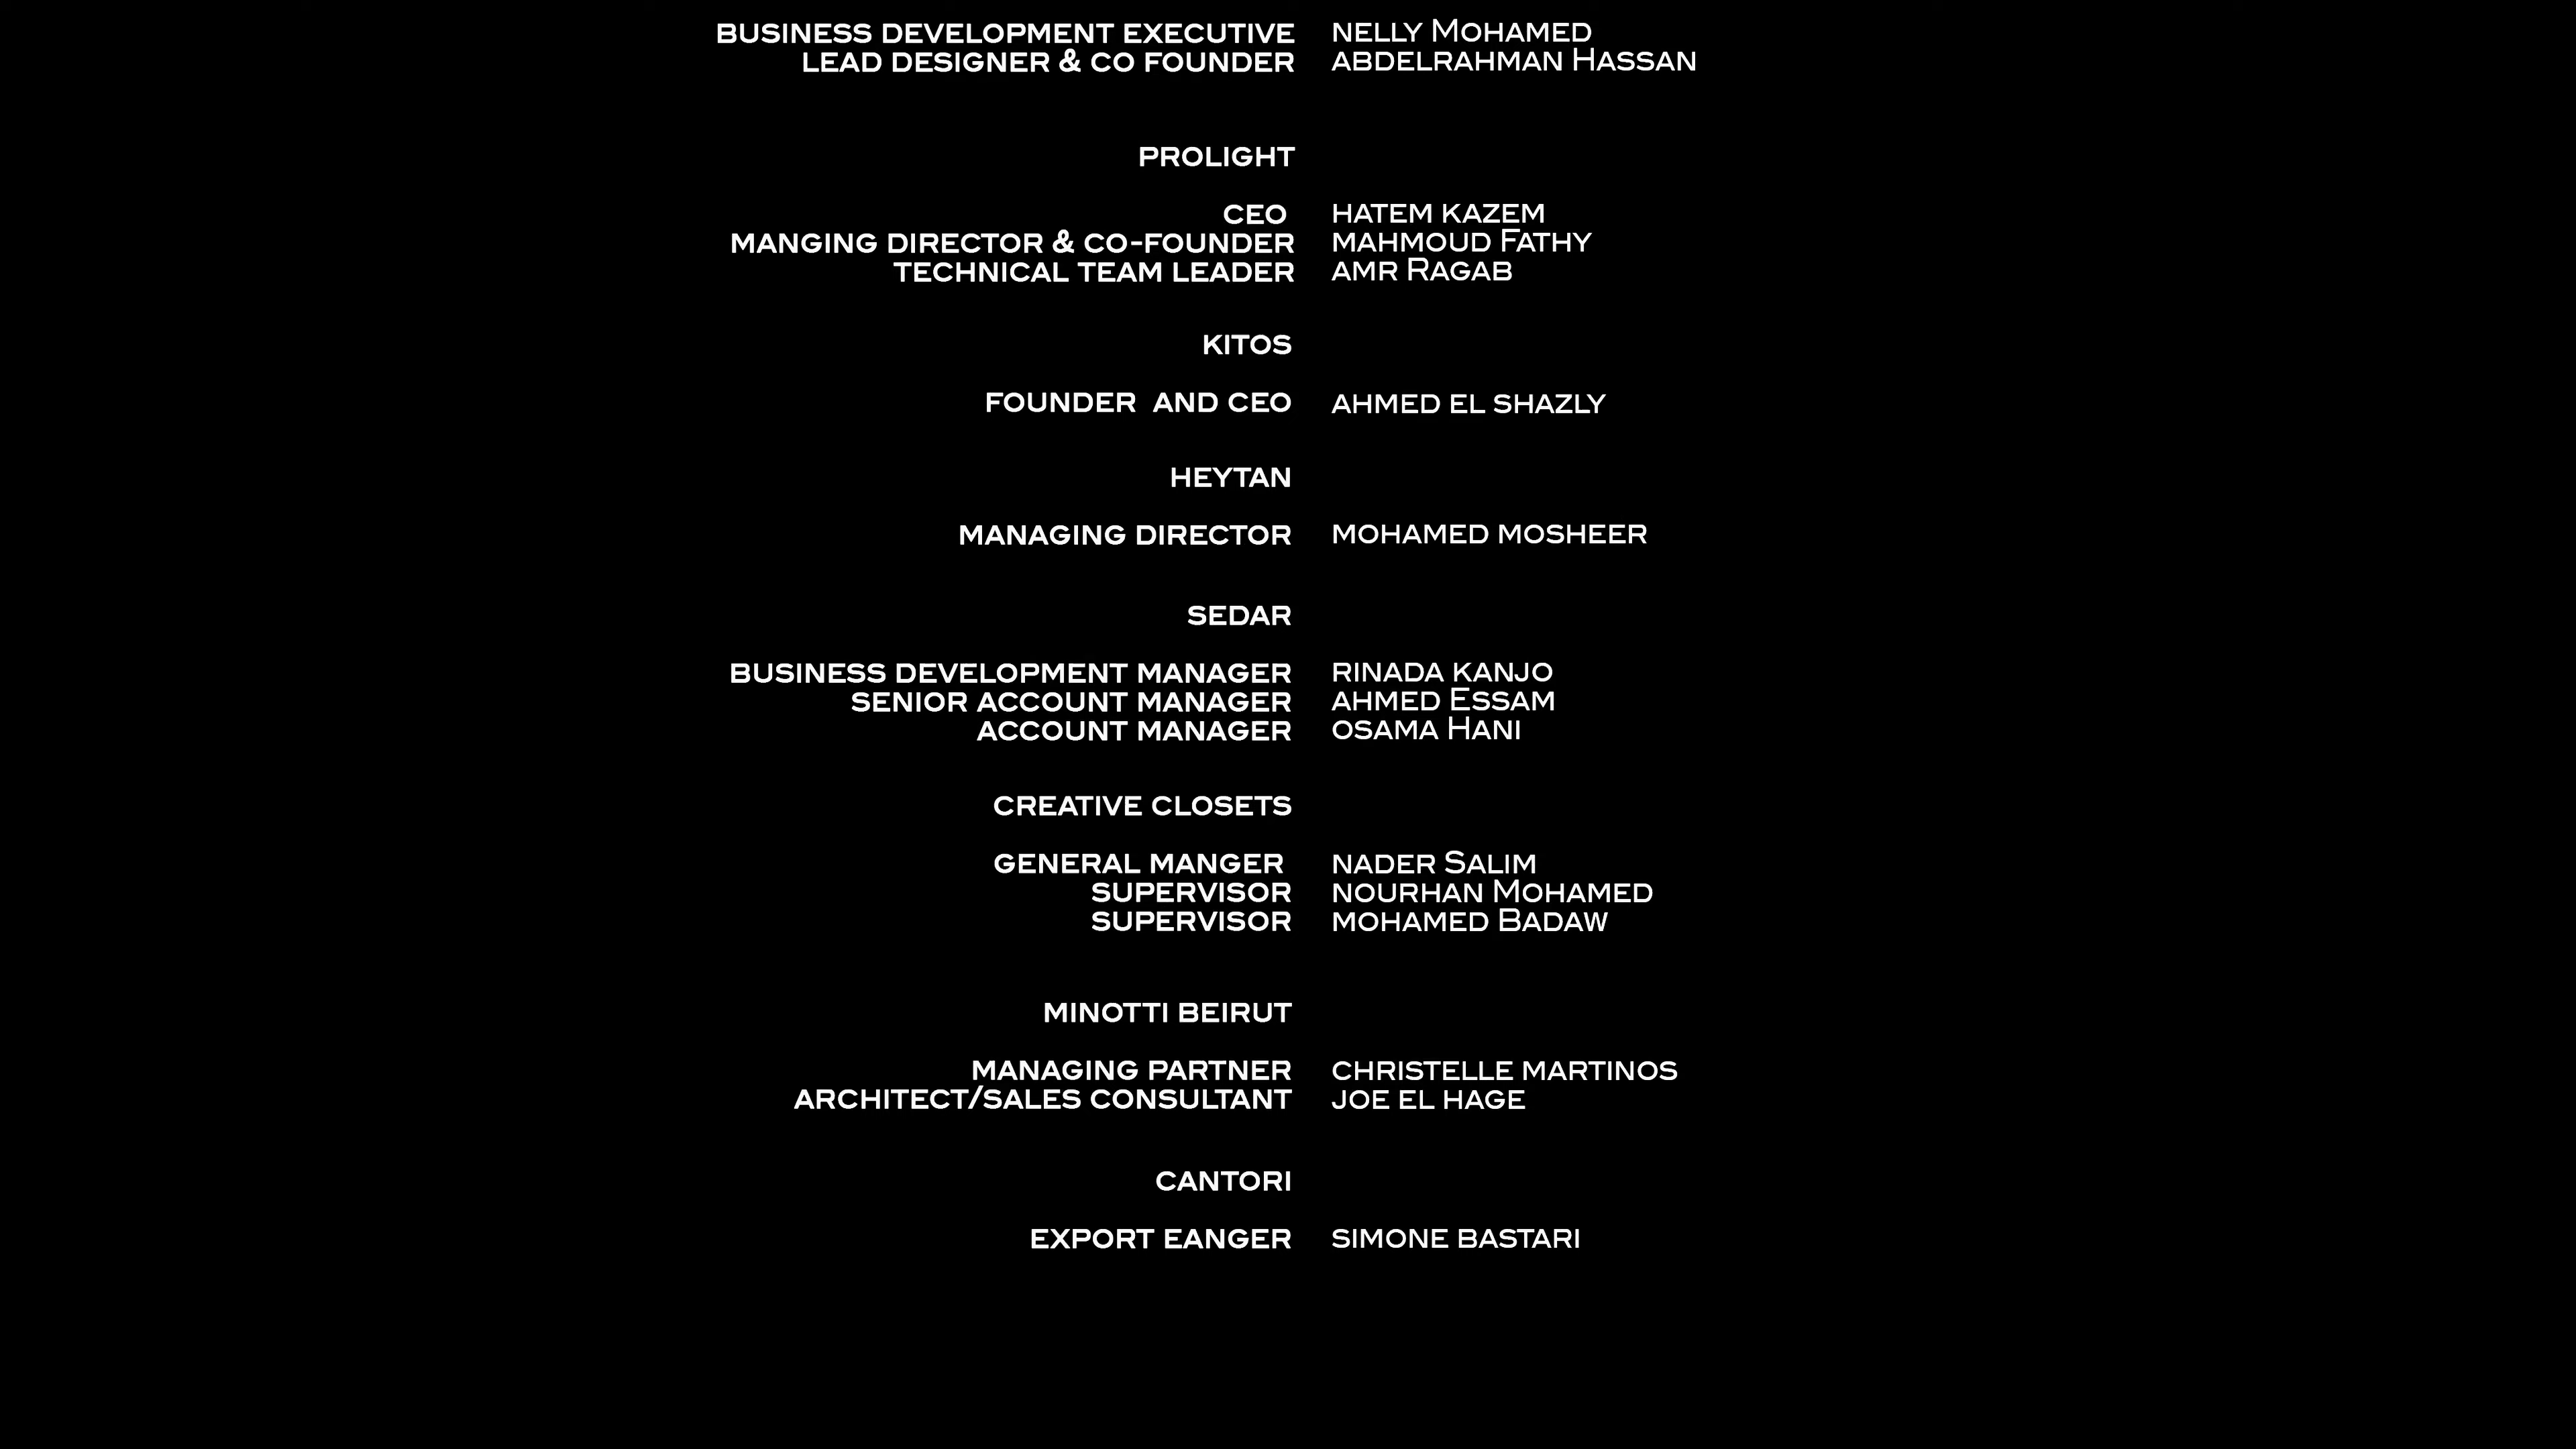 BUSINESS DEVELOPMENT EXECUTIVE NELLY MOHAMED
LEAD DESIGNER & CO FOUNDER ABDELRAHMAN HASSAN
PROLIGHT
CEO HATEM KAZEM
MANGING DIRECTOR & CO-FOUNDER MAHMOUD FATHY
TECHNICAL TEAM LEADER AMR RAGAB
KITOS
FOUNDER AND CEO AHMED EL SHAZLY
HEYTAN
MANAGING DIRECTOR MOHAMED MOSHEER
SEDAR
BUSINESS DEVELOPMENT MANAGER RINADA KANJO
SENIOR ACCOUNT MANAGER AHMED ESSAM
ACCOUNT MANAGER OSAMA HANI
CREATIVE CLOSETS
GENERAL MANGER NADER SALIM
SUPERVISOR NOURHAN MOHAMED
SUPERVISOR MOHAMED BADAW
MINOTTI BEIRUT
MANAGING PARTNER CHRISTELLE MARTINOS
ARCHITECT/SALES CONSULTANT JOE EL HAGE
CANTORI
EXPORT EANGER SIMONE BASTARI